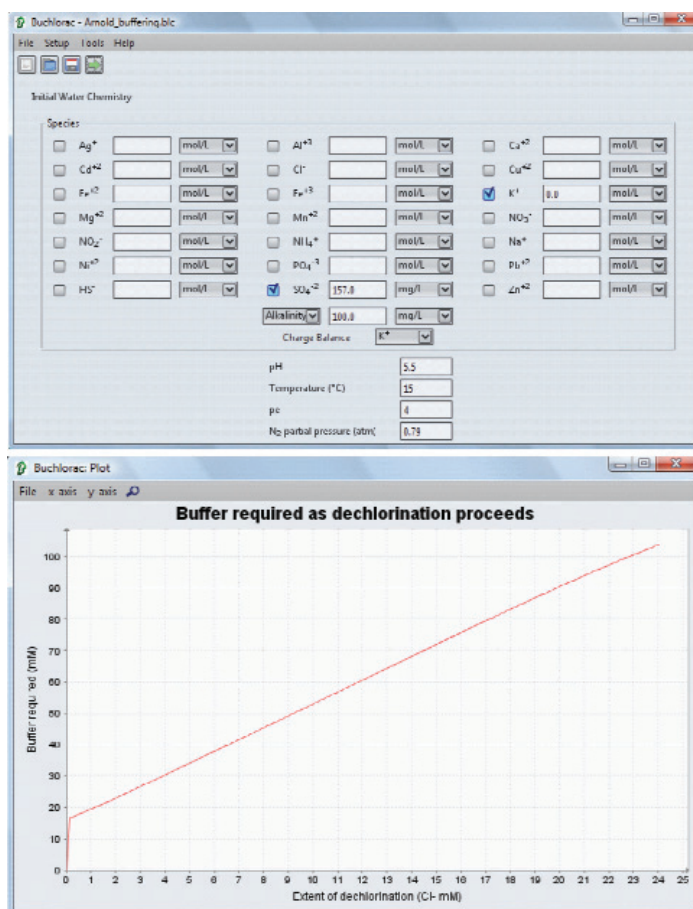 Buchlorac - Arnold_buffering.blc
File Setup Tools Help
Initial Water Chemistry
Species
Ag⁺ mol/L Al⁺³ mol/L Ca⁺² mol/L
Cd⁺² mol/L Cl⁻ mol/L Cu⁺² mol/L
Fe⁺² mol/L Fe⁺³ mol/L K⁺ 0.0 mol/L
Mg⁺² mol/L Mn⁺² mol/L NO₃⁻ mol/L
NO₂⁻ mol/L NH₄⁺ mol/L Na⁺ mol/L
Ni⁺² mol/L PO₄⁻³ mol/L Pb⁺² mol/L
HS⁻ mol/l SO₄⁻² 157.0 mg/l Zn⁺² mol/l
Alkalinity 100.0 mg/L
Charge Balance K⁺
pH 5.5
Temperature (°C) 15
pe 4
N₂ partial pressure (atm( 0.79
Buchlorac: Plot
File x axis y axis
Buffer required as dechlorination proceeds
Buffer required (mM)
100
90
80
70
60
50
40
30
20
10
0
0 1 2 3 4 5 6 7 8 9 10 11 12 13 14 15 16 17 18 19 20 21 22 23 24 25
Extent of dechlorination (Cl- mM)